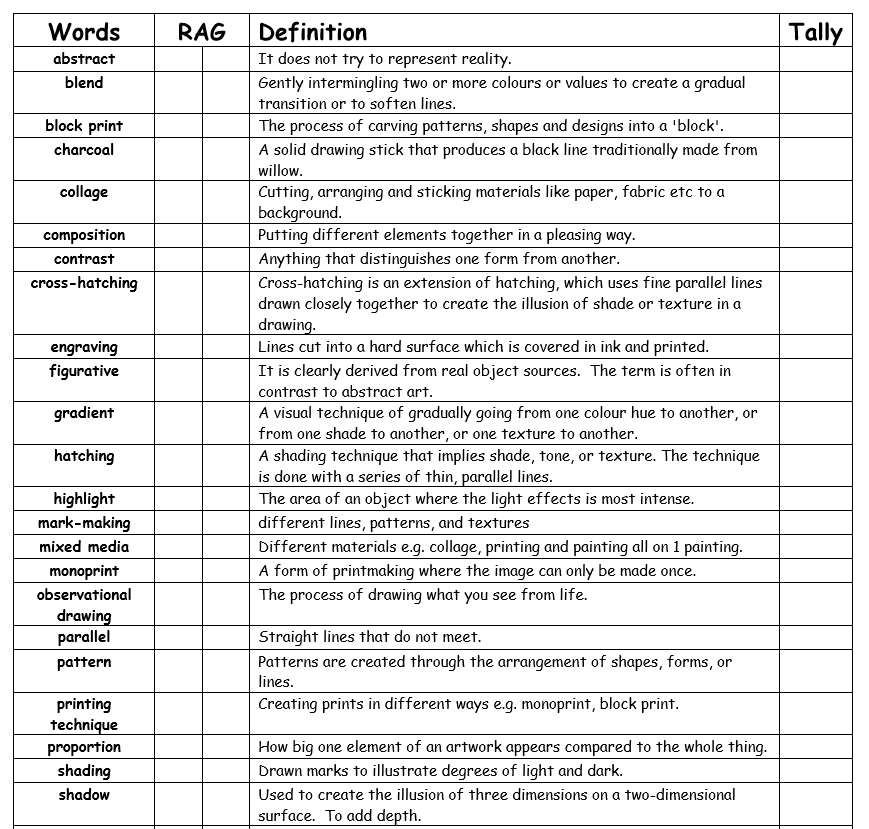 Words RAG Definition Tally
abstract It does not try to represent reality.
blend Gently intermingling two or more colours or values to create a gradual
transition or to soften lines.
block print The process of carving patterns, shapes and designs into a 'block'.
charcoal A solid drawing stick that produces a black line traditionally made from
willow.
collage Cutting, arranging and sticking materials like paper, fabric etc to a
background.
composition Putting different elements together in a pleasing way.
contrast Anything that distinguishes one form from another.
cross-hatching Cross-hatching is an extension of hatching, which uses fine parallel lines
drawn closely together to create the illusion of shade or texture in a
drawing.
engraving Lines cut into a hard surface which is covered in ink and printed.
figurative It is clearly derived from real object sources.  The term is often in
contrast to abstract art.
gradient A visual technique of gradually going from one colour hue to another, or
from one shade to another, or one texture to another.
hatching A shading technique that implies shade, tone, or texture. The technique
is done with a series of thin, parallel lines.
highlight The area of an object where the light effects is most intense.
mark-making different lines, patterns, and textures
mixed media Different materials e.g. collage, printing and painting all on 1 painting.
monoprint A form of printmaking where the image can only be made once.
observational The process of drawing what you see from life.
drawing
parallel Straight lines that do not meet.
pattern Patterns are created through the arrangement of shapes, forms, or
lines.
printing Creating prints in different ways e.g. monoprint, block print.
technique
proportion How big one element of an artwork appears compared to the whole thing.
shading Drawn marks to illustrate degrees of light and dark.
shadow Used to create the illusion of three dimensions on a two-dimensional
surface.  To add depth.